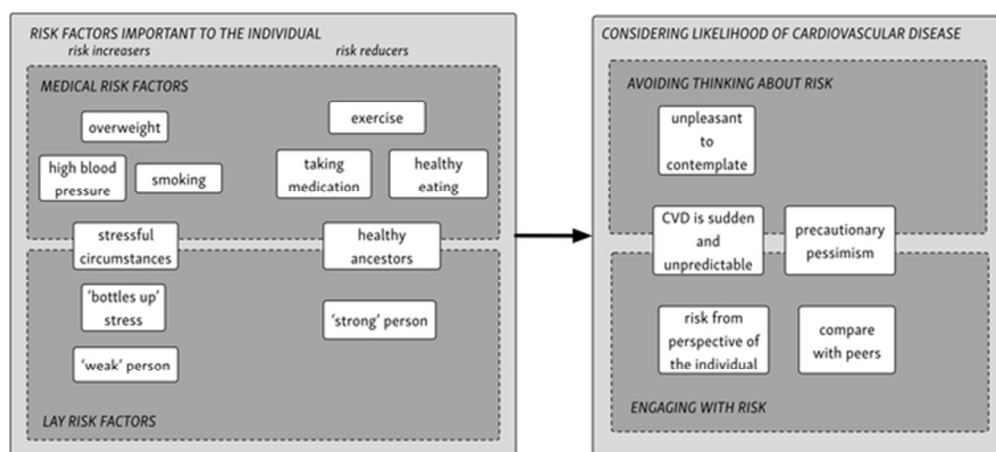 RISK FACTORS IMPORTANT TO THE INDIVIDUAL
risk increasers
risk reducers
MEDICAL RISK FACTORS
overweight
high blood
pressure
smoking
exercise
taking
medication
healthy
eating
stressful
circumstances
healthy
ancestors
'bottles up'
stress
'weak' person
'strong' person
LAY RISK FACTORS
CONSIDERING LIKELIHOOD OF CARDIOVASCULAR DISEASE
AVOIDING THINKING ABOUT RISK
unpleasant
to
contemplate
CVD is sudden
and
unpredictable
precautionary
pessimism
risk from
perspective of
the individual
compare
with peers
ENGAGING WITH RISK